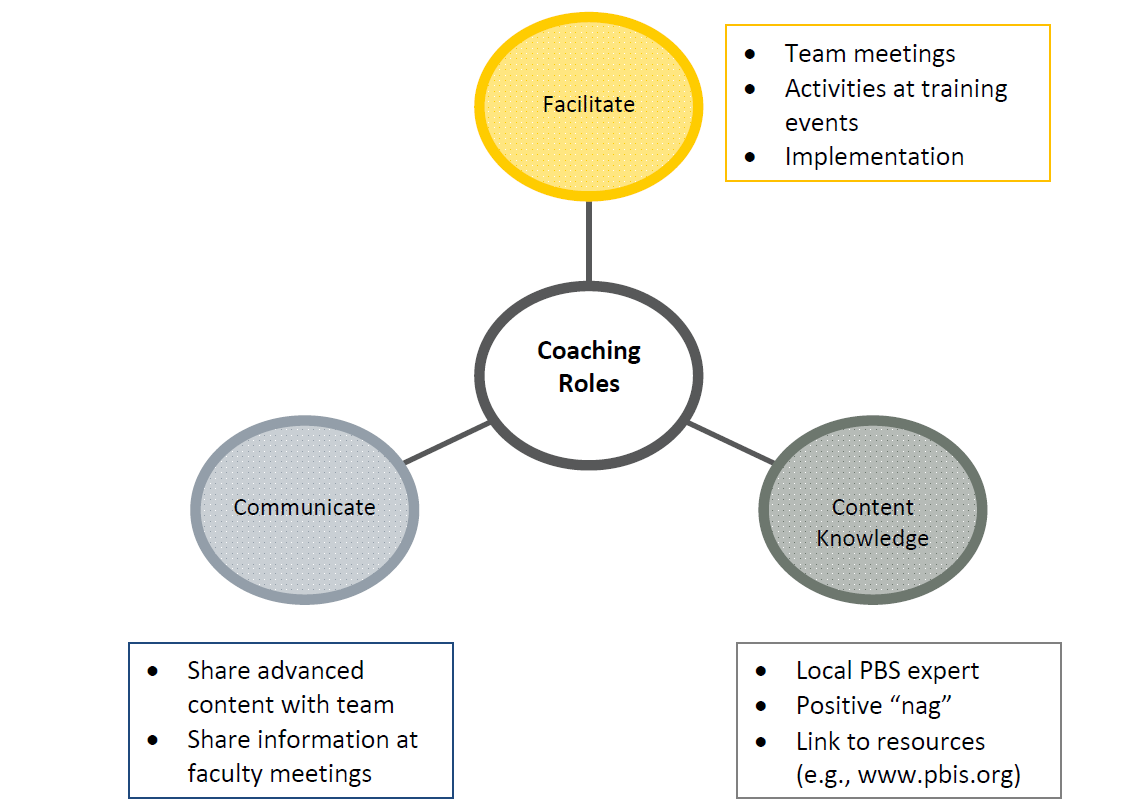 Facilitate
• Team meetings
• Activities at training
events
• Implementation
Coaching
Roles
Communicate
Content
Knowledge
• Share advanced
content with team
• Share information at
faculty meetings
• Local PBS expert
• Positive “nag”
• Link to resources
(e.g., www.pbis.org)